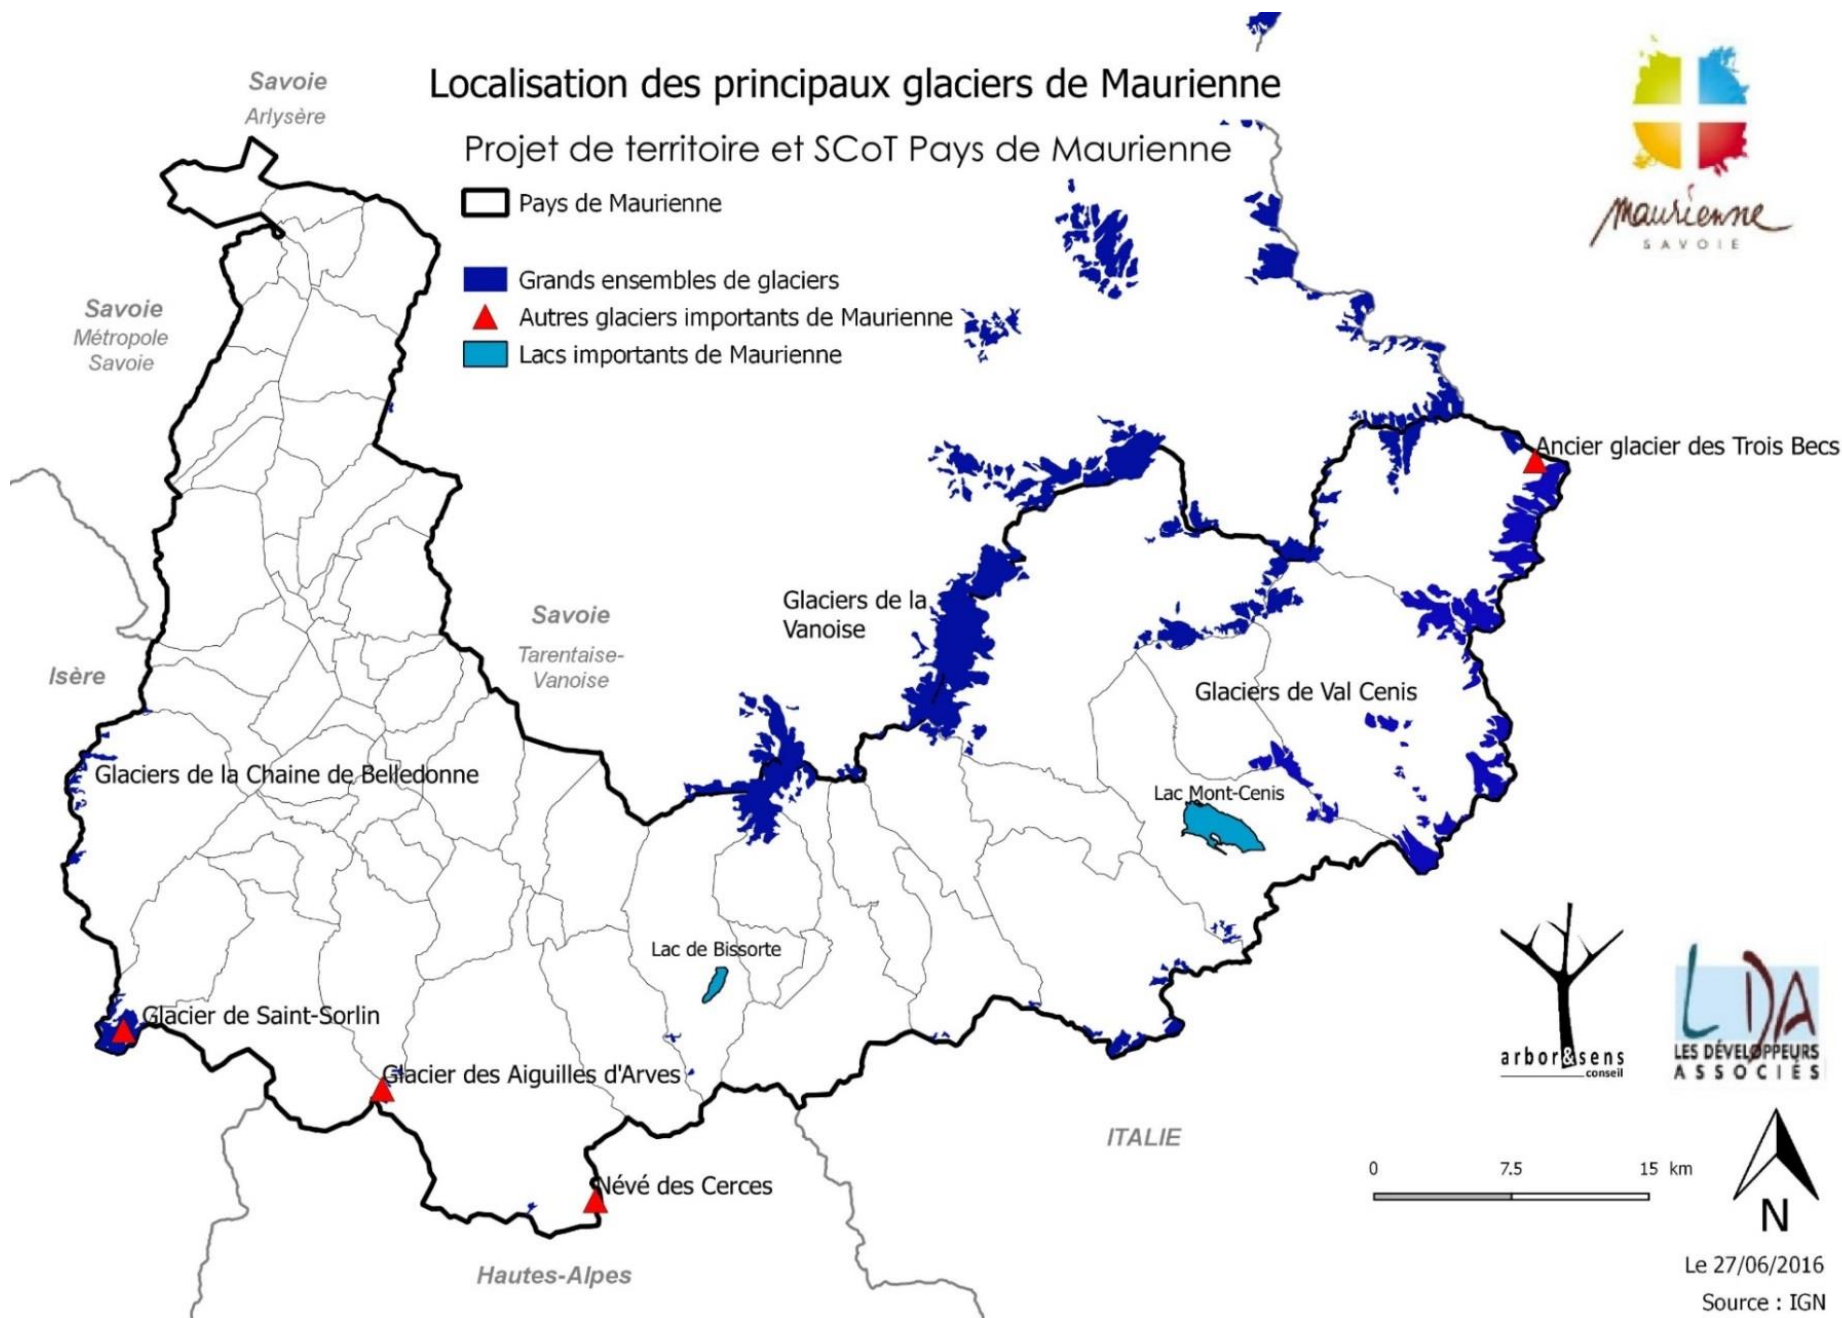 Localisation des principaux glaciers de Maurienne
Projet de territoire et SCoT Pays de Maurienne
Pays de Maurienne
Grands ensembles de glaciers
Autres glaciers importants de Maurienne
Lacs importants de Maurienne
Maurienne
SAVOIE
Savoie
Arlysère
Savoie
Métropole
Savoie
Isère
Savoie
Tarentaise-
Vanoise
Ancier glacier des Trois Becs
Glaciers de la
Vanoise
Glaciers de Val Cenis
Glaciers de la Chaine de Belledonne
Lac Mont-Cenis
Lac de Bissorte
Glacier de Saint-Sorlin
Glacier des Aiguilles d'Arves
Névé des Cerces
ITALIE
Hautes-Alpes
arbor&sens
conseil
LDA
LES DÉVELOPPEURS
ASSOCIÉS
0 7.5 15 km
N
Le 27/06/2016
Source : IGN